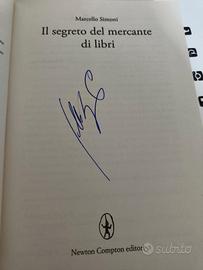 Marcello Simoni
Il segreto del mercante
di libri
Newton Compton editori
subito